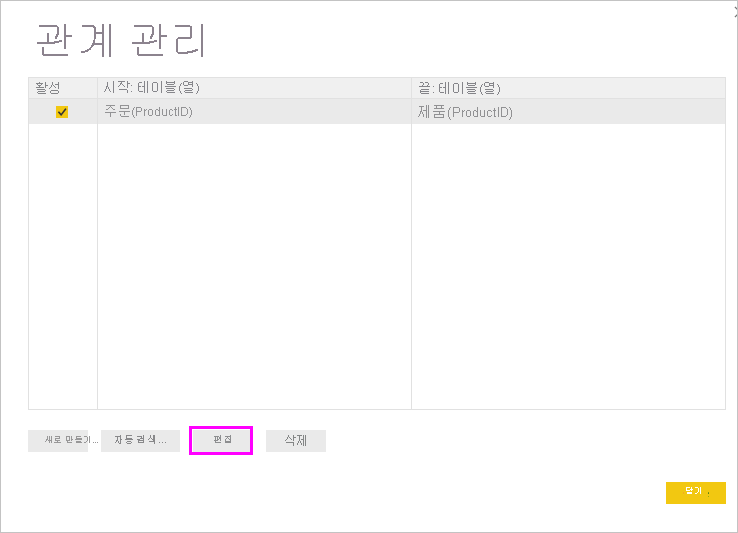 관계 관리
활성 시작: 테이블(열) 끝: 테이블(열)
주문(ProductID) 제품(ProductID)
새로 만들기... 자동 검색... 편집 삭제
닫기